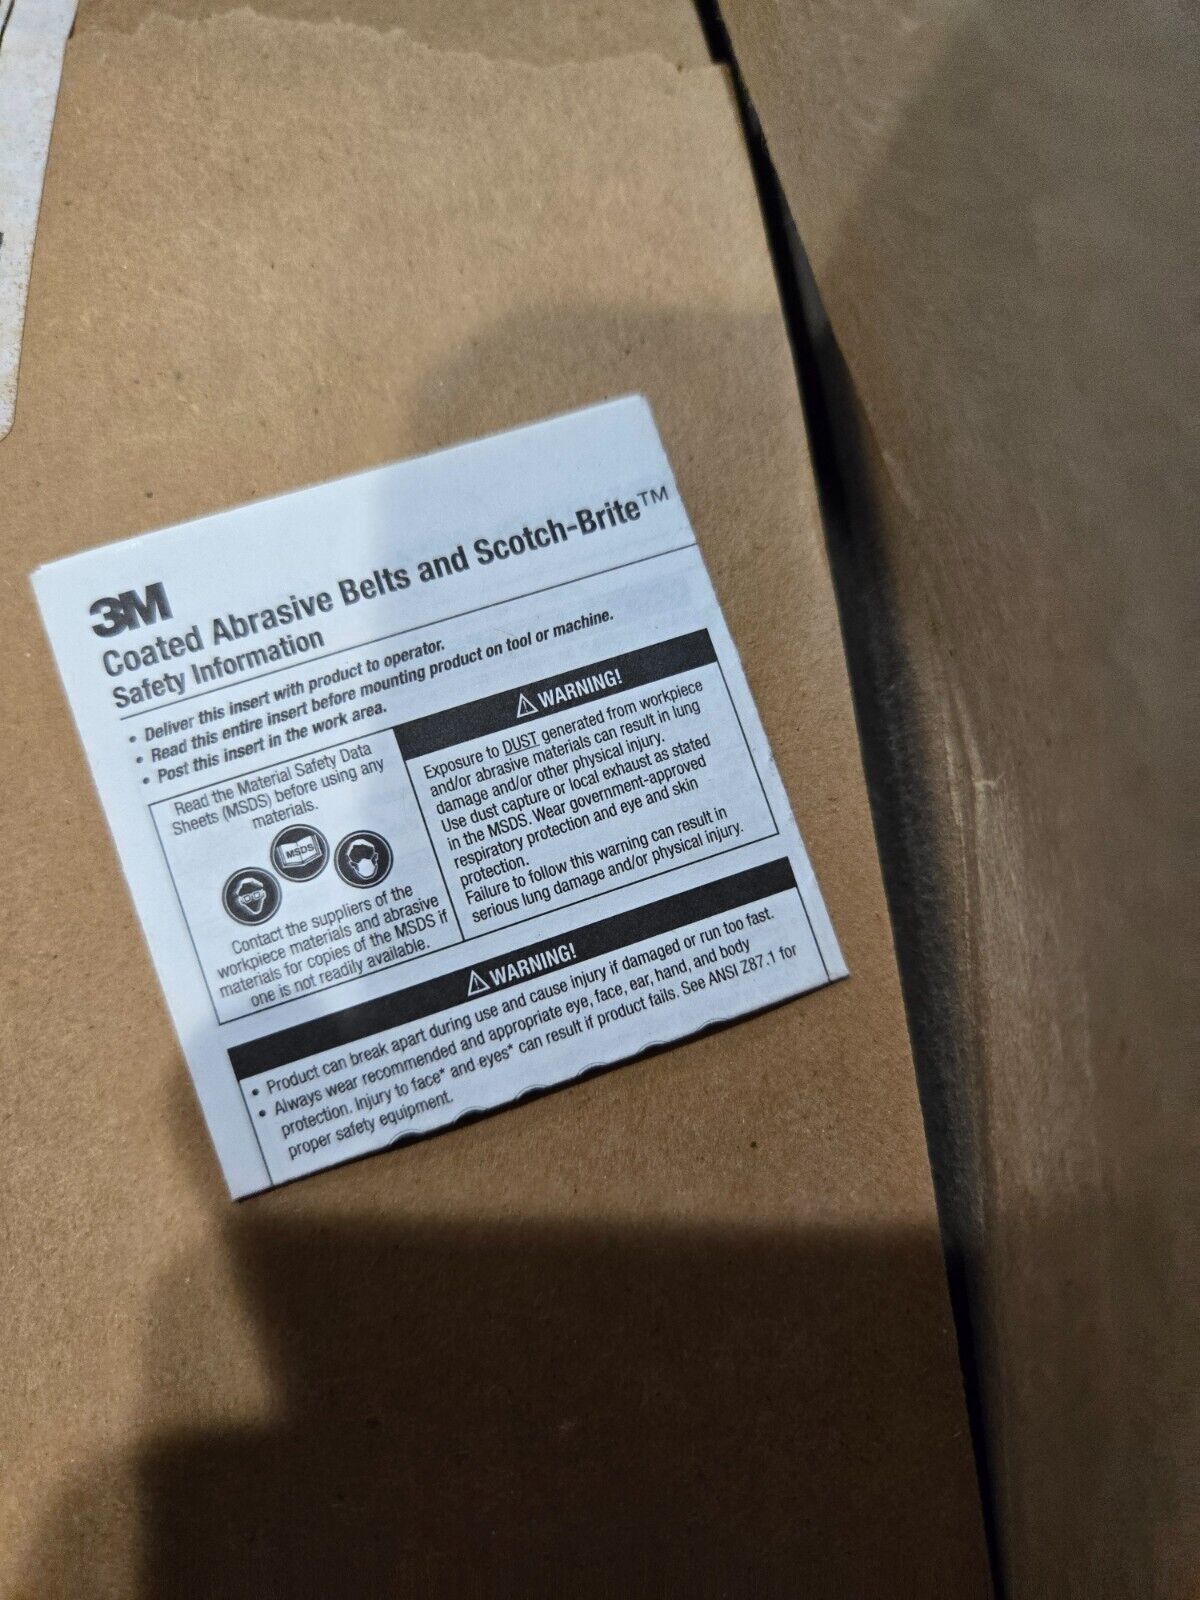 3M
Coated Abrasive Belts and Scotch-Brite™
Safety Information
• Deliver this insert with product to operator.
• Read this entire insert before mounting product on tool or machine.
• Post this insert in the work area.
Read the Material Safety Data
Sheets (MSDS) before using any
materials.
MSDS
Contact the suppliers of the
workpiece materials and abrasive
materials for copies of the MSDS if
one is not readily available.
⚠ WARNING!
Exposure to DUST generated from workpiece
and/or abrasive materials can result in lung
damage and/or other physical injury.
Use dust capture or local exhaust as stated
in the MSDS. Wear government-approved
respiratory protection and eye and skin
protection.
Failure to follow this warning can result in
serious lung damage and/or physical injury.
⚠ WARNING!
• Product can break apart during use and cause injury if damaged or run too fast.
• Always wear recommended and appropriate eye, face, ear, hand, and body
protection. Injury to face* and eyes* can result if product fails. See ANSI Z87.1 for
proper safety equipment.